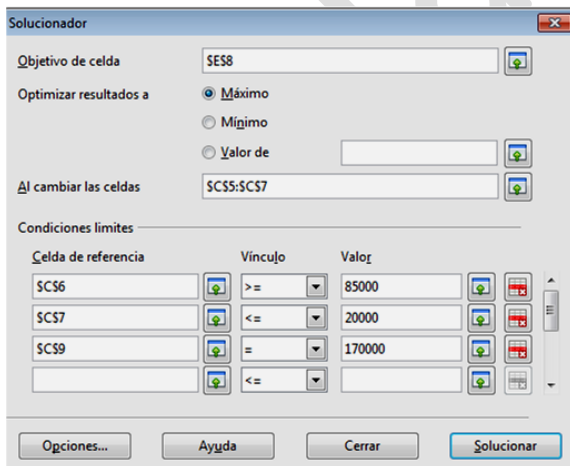 Solucionador
Objetivo de celda $E$8
Optimizar resultados a Máximo
Mínimo
Valor de
Al cambiar las celdas $C$5:$C$7
Condiciones limites
Celda de referencia Vínculo Valor
$C$6 >= 85000
$C$7 <= 20000
$C$9 = 170000
<=
Opciones... Ayuda Cerrar Solucionar